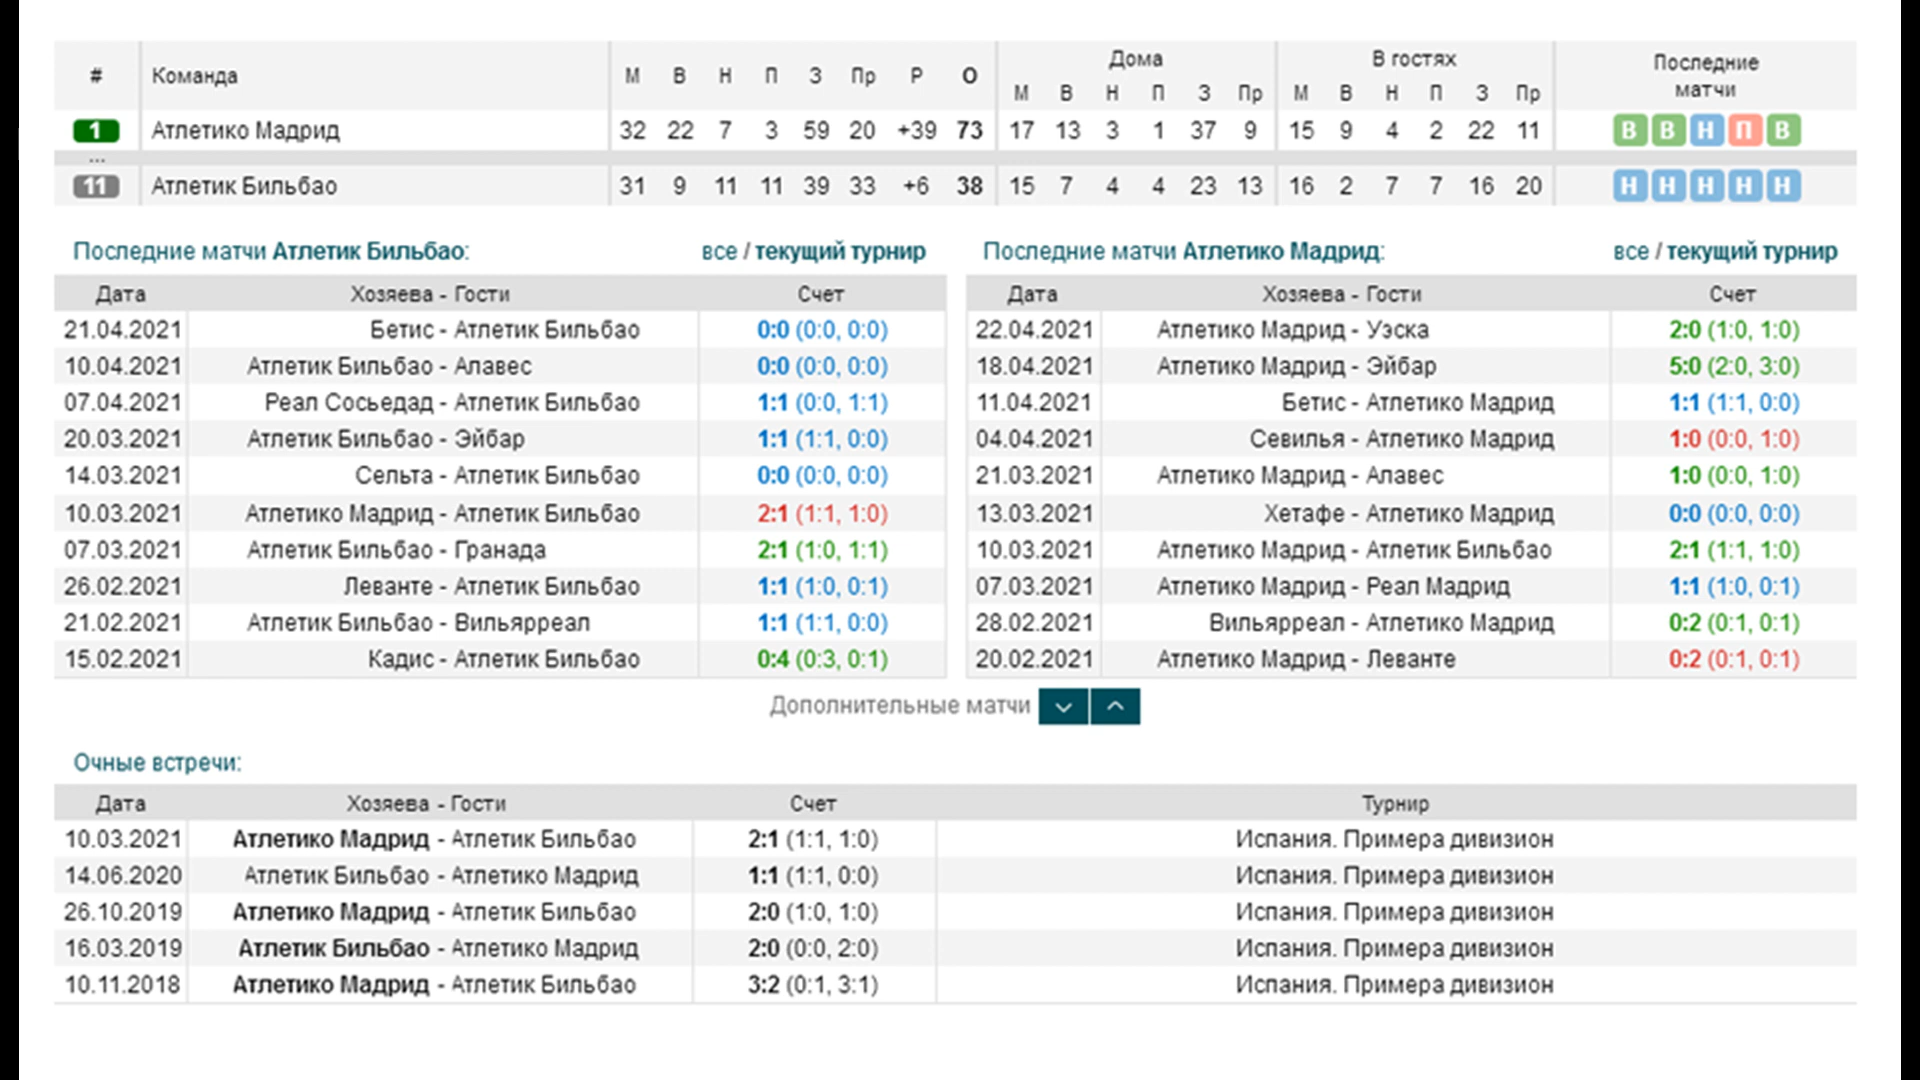 # Команда М В Н П З Пр Р О Дома М В Н П З Пр В гостях М В Н П З Пр Последние матчи
1 Атлетико Мадрид 32 22 7 3 59 20 +39 73 17 13 3 1 37 9 15 9 4 2 22 11 В В Н П В
...
11 Атлетик Бильбао 31 9 11 11 39 33 +6 38 15 7 4 4 23 13 16 2 7 7 16 20 Н Н Н Н Н
Последние матчи Атлетик Бильбао: все / текущий турнир
Дата Хозяева - Гости Счет
21.04.2021 Бетис - Атлетик Бильбао 0:0 (0:0, 0:0)
10.04.2021 Атлетик Бильбао - Алавес 0:0 (0:0, 0:0)
07.04.2021 Реал Сосьедад - Атлетик Бильбао 1:1 (0:0, 1:1)
20.03.2021 Атлетик Бильбао - Эйбар 1:1 (1:1, 0:0)
14.03.2021 Сельта - Атлетик Бильбао 0:0 (0:0, 0:0)
10.03.2021 Атлетико Мадрид - Атлетик Бильбао 2:1 (1:1, 1:0)
07.03.2021 Атлетик Бильбао - Гранада 2:1 (1:0, 1:1)
26.02.2021 Леванте - Атлетик Бильбао 1:1 (1:0, 0:1)
21.02.2021 Атлетик Бильбао - Вильярреал 1:1 (1:1, 0:0)
15.02.2021 Кадис - Атлетик Бильбао 0:4 (0:3, 0:1)
Последние матчи Атлетико Мадрид: все / текущий турнир
Дата Хозяева - Гости Счет
22.04.2021 Атлетико Мадрид - Уэска 2:0 (1:0, 1:0)
18.04.2021 Атлетико Мадрид - Эйбар 5:0 (2:0, 3:0)
11.04.2021 Бетис - Атлетико Мадрид 1:1 (1:1, 0:0)
04.04.2021 Севилья - Атлетико Мадрид 1:0 (0:0, 1:0)
21.03.2021 Атлетико Мадрид - Алавес 1:0 (0:0, 1:0)
13.03.2021 Хетафе - Атлетико Мадрид 0:0 (0:0, 0:0)
10.03.2021 Атлетико Мадрид - Атлетик Бильбао 2:1 (1:1, 1:0)
07.03.2021 Атлетико Мадрид - Реал Мадрид 1:1 (1:0, 0:1)
28.02.2021 Вильярреал - Атлетико Мадрид 0:2 (0:1, 0:1)
20.02.2021 Атлетико Мадрид - Леванте 0:2 (0:1, 0:1)
Дополнительные матчи
Очные встречи:
Дата Хозяева - Гости Счет Турнир
10.03.2021 Атлетико Мадрид - Атлетик Бильбао 2:1 (1:1, 1:0) Испания. Примера дивизион
14.06.2020 Атлетик Бильбао - Атлетико Мадрид 1:1 (1:1, 0:0) Испания. Примера дивизион
26.10.2019 Атлетико Мадрид - Атлетик Бильбао 2:0 (1:0, 1:0) Испания. Примера дивизион
16.03.2019 Атлетик Бильбао - Атлетико Мадрид 2:0 (0:0, 2:0) Испания. Примера дивизион
10.11.2018 Атлетико Мадрид - Атлетик Бильбао 3:2 (0:1, 3:1) Испания. Примера дивизион